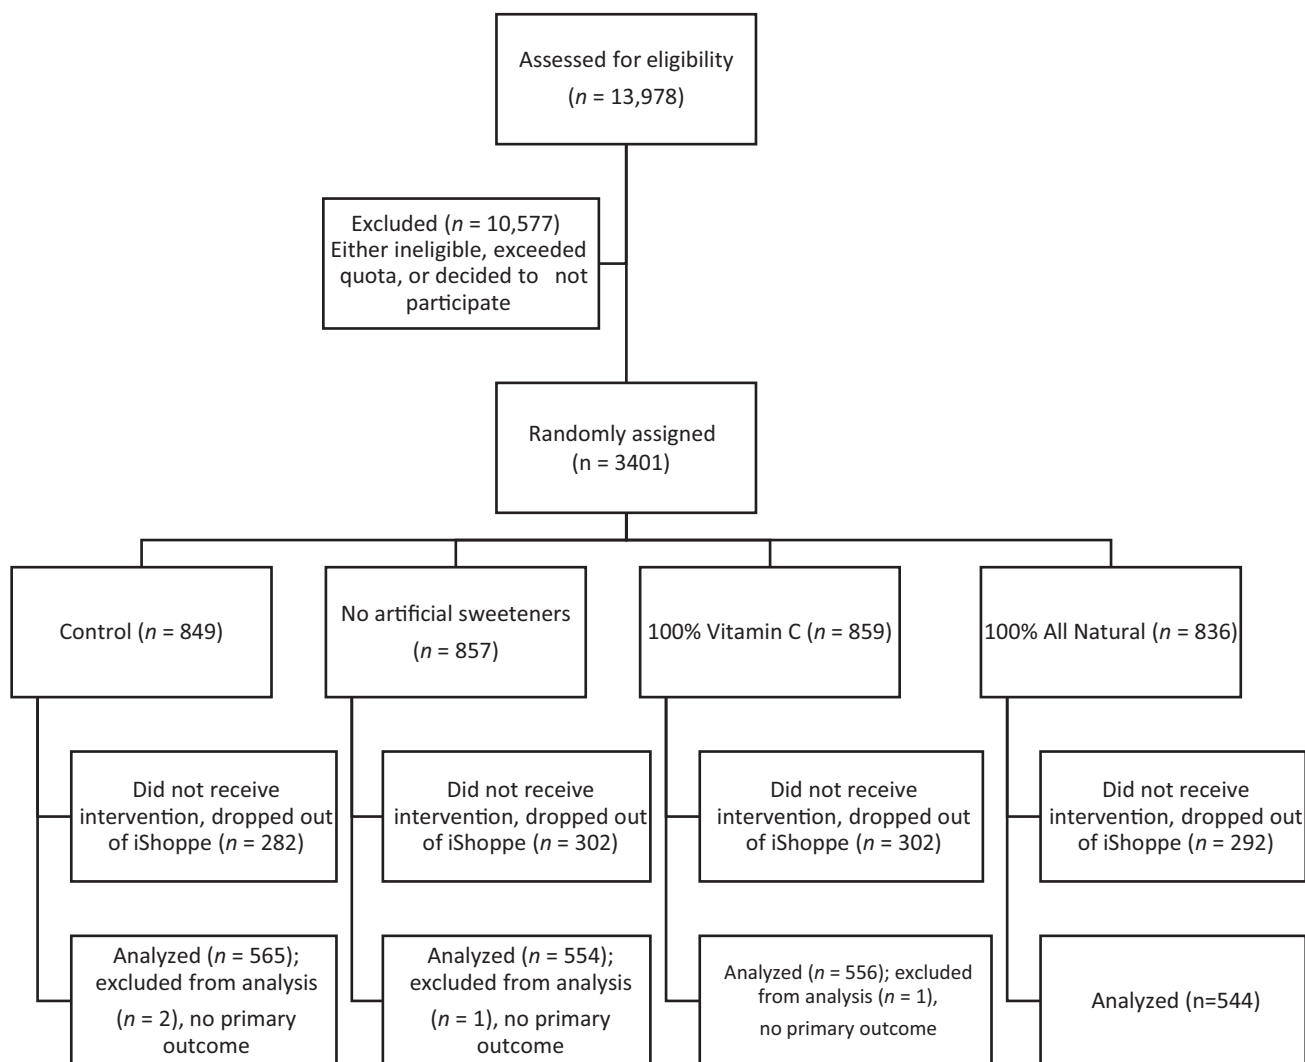 Assessed for eligibility
(n = 13,978)
Excluded (n = 10,577)
Either ineligible, exceeded
quota, or decided to not
participate
Randomly assigned
(n = 3401)
Control (n = 849)
No artificial sweeteners
(n = 857)
100% Vitamin C (n = 859)
100% All Natural (n = 836)
Did not receive
intervention, dropped out
of iShoppe (n = 282)
Did not receive
intervention, dropped out
of iShoppe (n = 302)
Did not receive
intervention, dropped out
of iShoppe (n = 302)
Did not receive
intervention, dropped out
of iShoppe (n = 292)
Analyzed (n = 565);
excluded from analysis
(n = 2), no primary
outcome
Analyzed (n = 554);
excluded from analysis
(n = 1), no primary
outcome
Analyzed (n = 556); excluded
from analysis (n = 1),
no primary outcome
Analyzed (n=544)